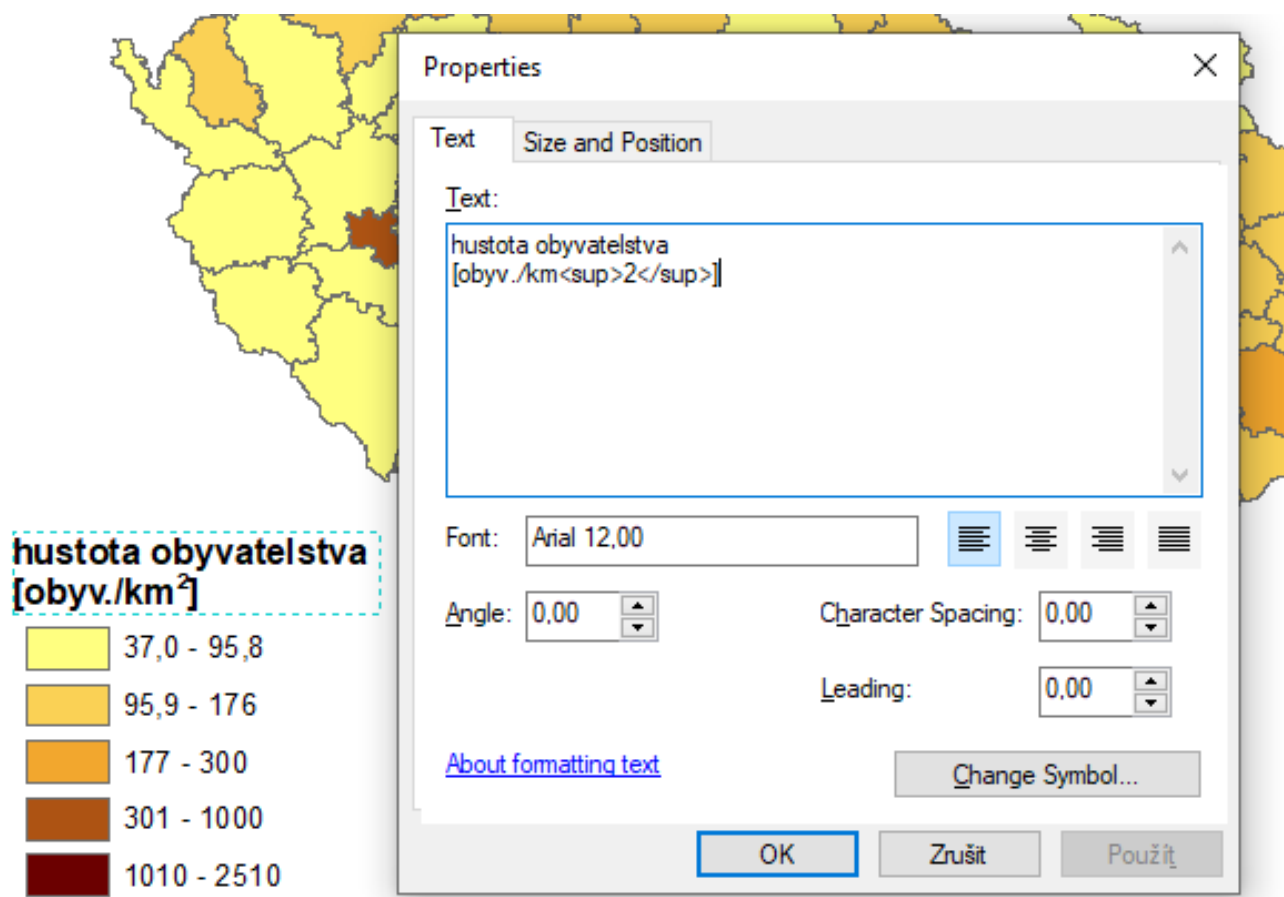 Properties
Text
Size and Position
Text:
hustota obyvatelstva
[obyv./km<sup>2</sup>]
Font:
Arial 12,00
Angle:
0,00
Character Spacing:
0,00
Leading:
0,00
About formatting text
Change Symbol...
OK
Zrušit
Použít
hustota obyvatelstva
[obyv./km²]
37,0 - 95,8
95,9 - 176
177 - 300
301 - 1000
1010 - 2510